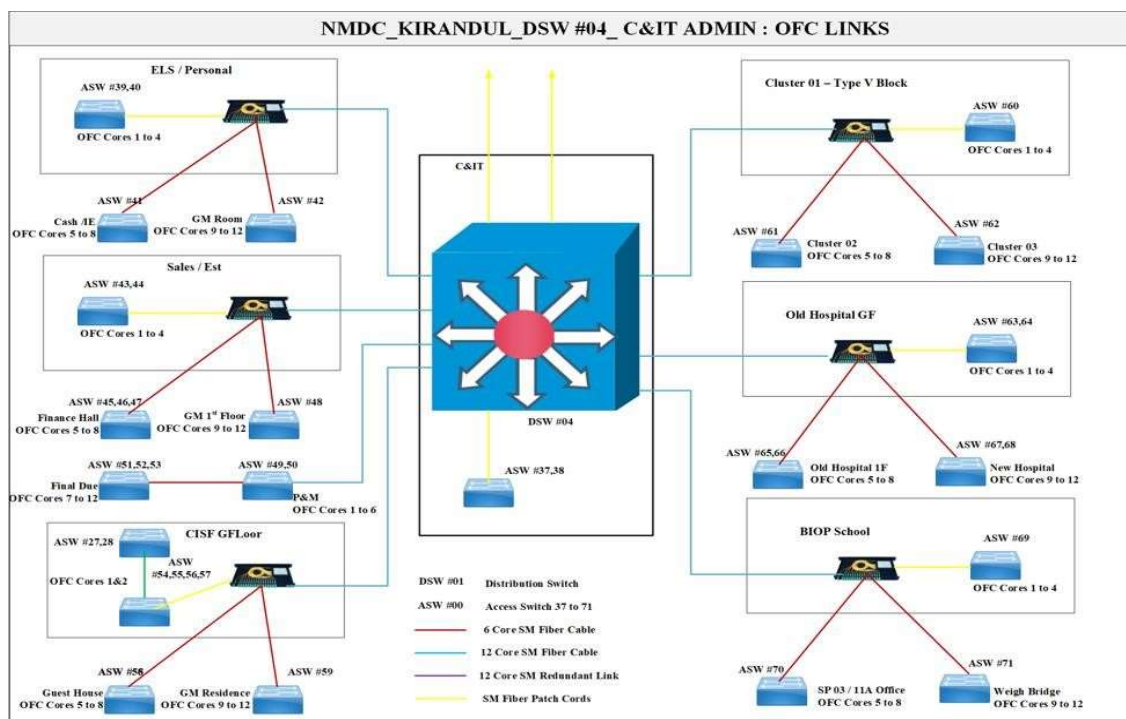 NMDC_KIRANDUL_DSW #04_ C&IT ADMIN : OFC LINKS
ELS / Personal
ASW #39,40
OFC Cores 1 to 4
ASW #41
Cash /IE
OFC Cores 5 to 8
ASW #42
GM Room
OFC Cores 9 to 12
Sales / Est
ASW #43,44
OFC Cores 1 to 4
ASW #45,46,47
Finance Hall
OFC Cores 5 to 8
ASW #48
GM 1st Floor
OFC Cores 9 to 12
ASW #51,52,53
Final Due
OFC Cores 7 to 12
ASW #49,50
P&M
OFC Cores 1 to 6
CISF GFLoor
ASW #27,28
ASW
#54,55,56,57
OFC Cores 1&2
ASW #58
Guest House
OFC Cores 5 to 8
ASW #59
GM Residence
OFC Cores 9 to 12
C&IT
DSW #04
ASW #37,38
DSW #01 Distribution Switch
ASW #00 Access Switch 37 to 71
6 Core SM Fiber Cable
12 Core SM Fiber Cable
12 Core SM Redundant Link
SM Fiber Patch Cords
Cluster 01 – Type V Block
ASW #60
OFC Cores 1 to 4
ASW #61
Cluster 02
OFC Cores 5 to 8
ASW #62
Cluster 03
OFC Cores 9 to 12
Old Hospital GF
ASW #63,64
OFC Cores 1 to 4
ASW #65,66
Old Hospital 1F
OFC Cores 5 to 8
ASW #67,68
New Hospital
OFC Cores 9 to 12
BIOP School
ASW #69
OFC Cores 1 to 4
ASW #70
SP 03 / 11A Office
OFC Cores 5 to 8
ASW #71
Weigh Bridge
OFC Cores 9 to 12